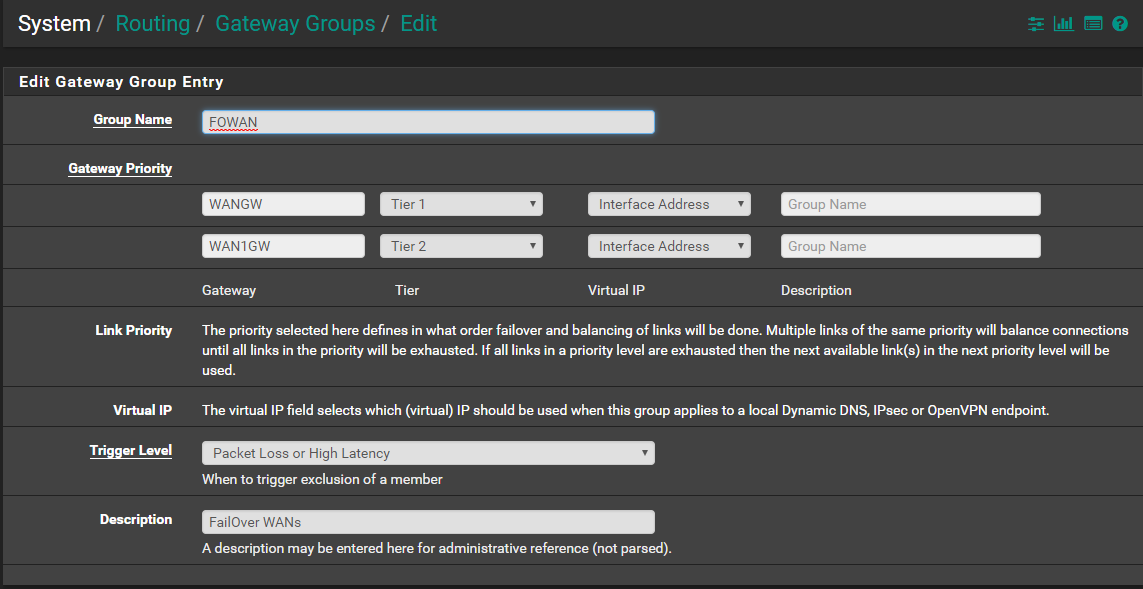 System / Routing / Gateway Groups / Edit
Edit Gateway Group Entry
Group Name FOWAN
Gateway Priority
WANGW Tier 1 Interface Address Group Name
WAN1GW Tier 2 Interface Address Group Name
Gateway Tier Virtual IP Description
Link Priority The priority selected here defines in what order failover and balancing of links will be done. Multiple links of the same priority will balance connections
until all links in the priority will be exhausted. If all links in a priority level are exhausted then the next available link(s) in the next priority level will be
used.
Virtual IP The virtual IP field selects which (virtual) IP should be used when this group applies to a local Dynamic DNS, IPsec or OpenVPN endpoint.
Trigger Level Packet Loss or High Latency
When to trigger exclusion of a member
Description FailOver WANs
A description may be entered here for administrative reference (not parsed).